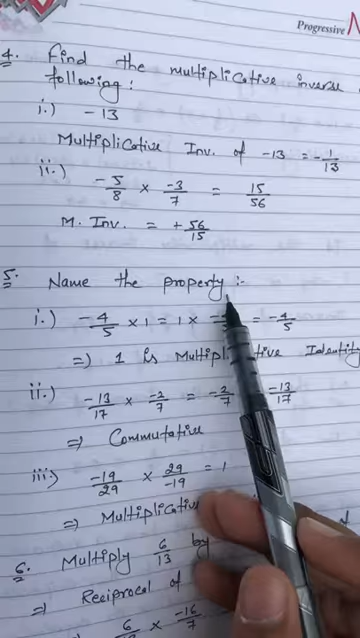 Progressive
4. Find the multiplicative inverse
following:
i.) -13
Multiplicative Inv. of -13 = -1/13
ii.)
-5/8 × -3/7 = 15/56
M. Inv. = +56/15
5. Name the property :-
i.) -4/5 × 1 = 1 × = -4/5
=) 1 is Multiplicative Identity
ii.) -13/17 × -2/7 = -2/7 -13/17
=) Commutative
iii.) -19/29 × 29/-19 = 1
=) Multiplicative
6. Multiply 6/13 by
=) Reciprocal of
6 × -16/7